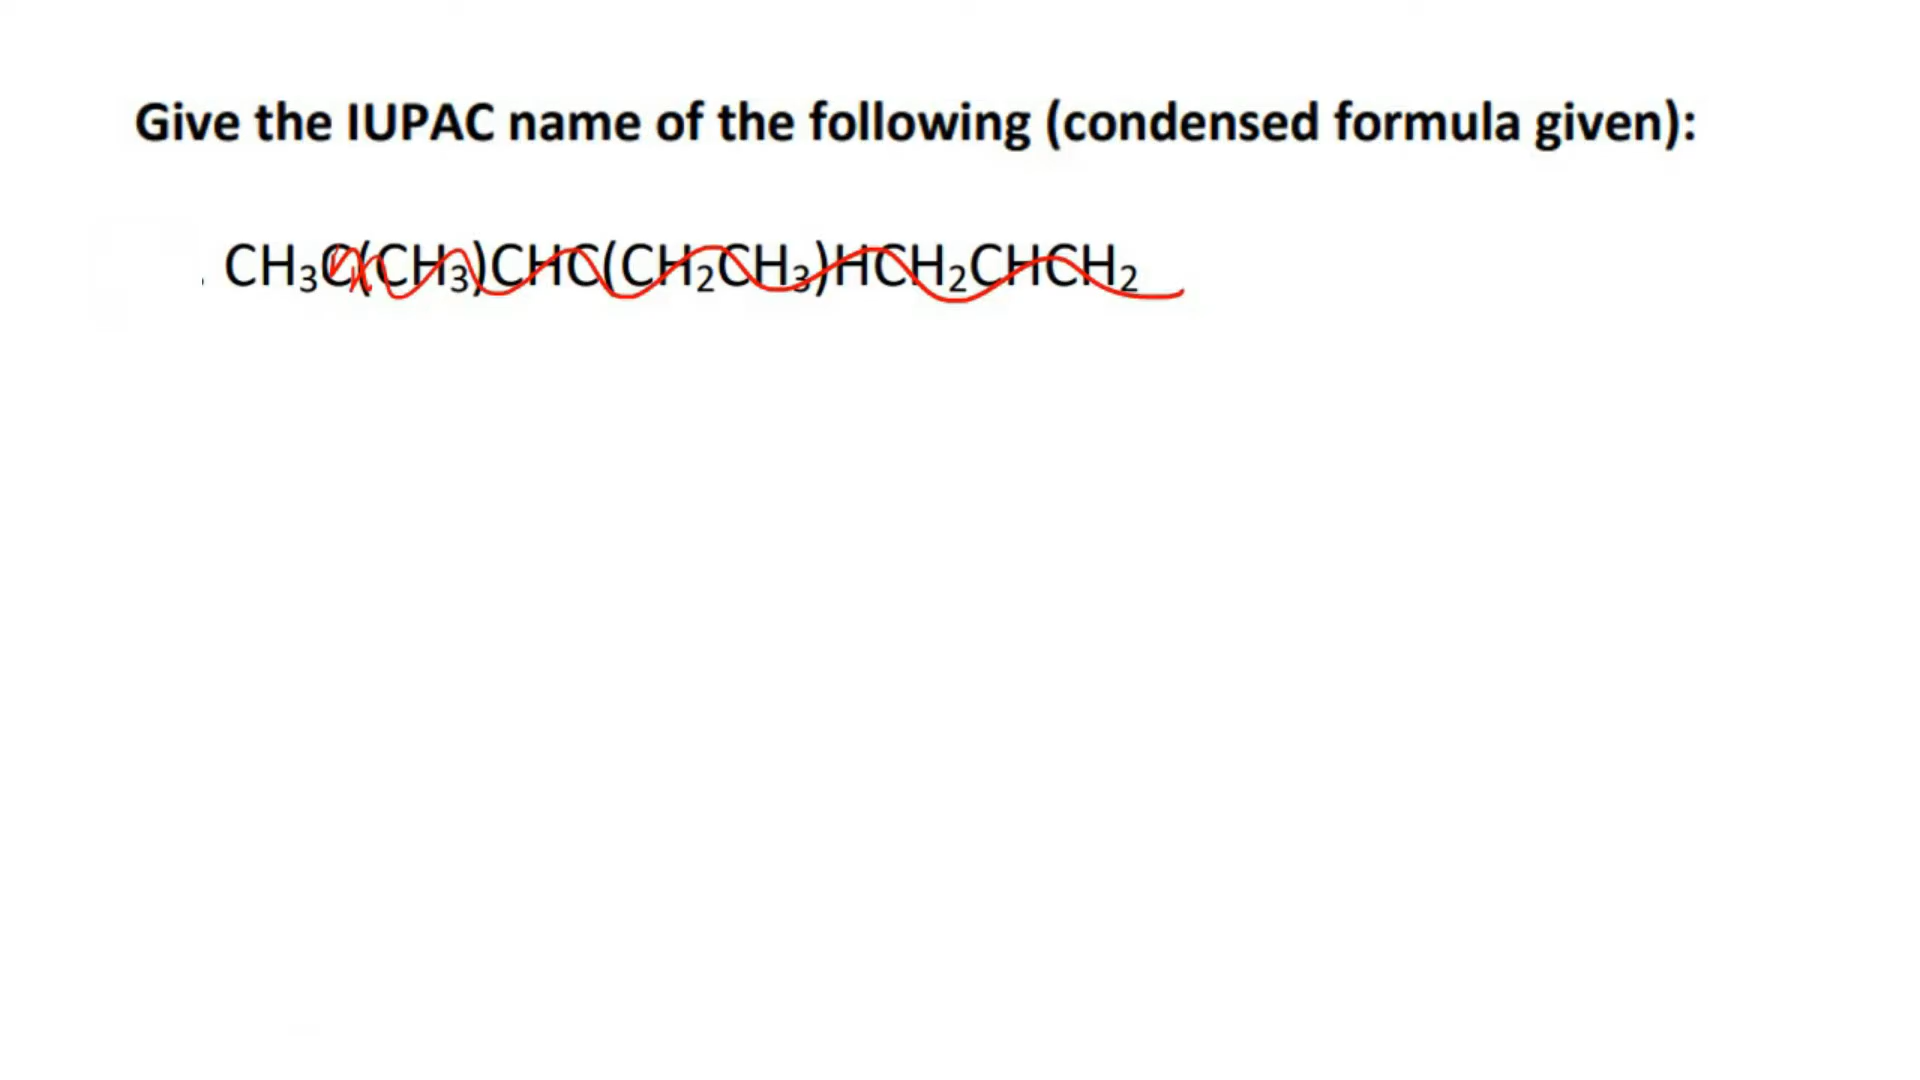 Give the IUPAC name of the following (condensed formula given):
CH₃C(CH₃)CHC(CH₂CH₃)HCH₂CHCH₂